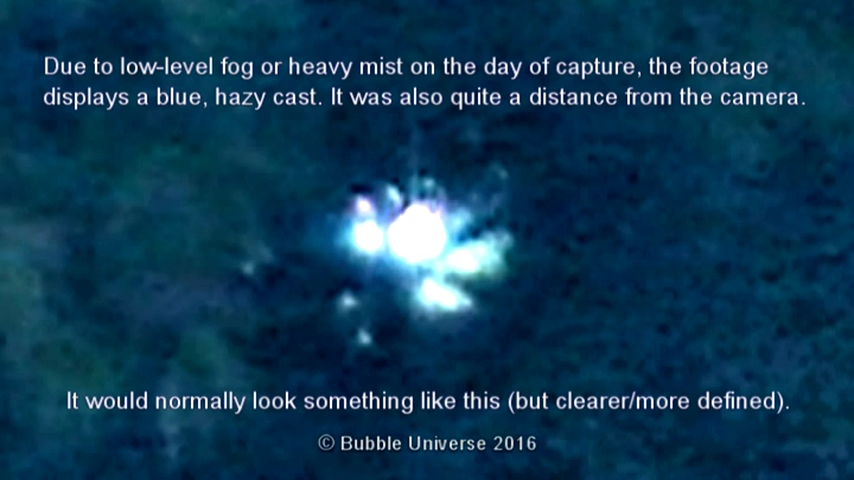 Due to low-level fog or heavy mist on the day of capture, the footage
displays a blue, hazy cast. It was also quite a distance from the camera.
It would normally look something like this (but clearer/more defined).
© Bubble Universe 2016